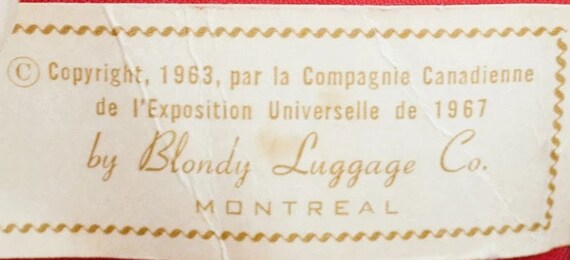 © Copyright, 1963, par la Compagnie Canadienne
de l'Exposition Universelle de 1967
by Blondy Luggage Co.
MONTREAL